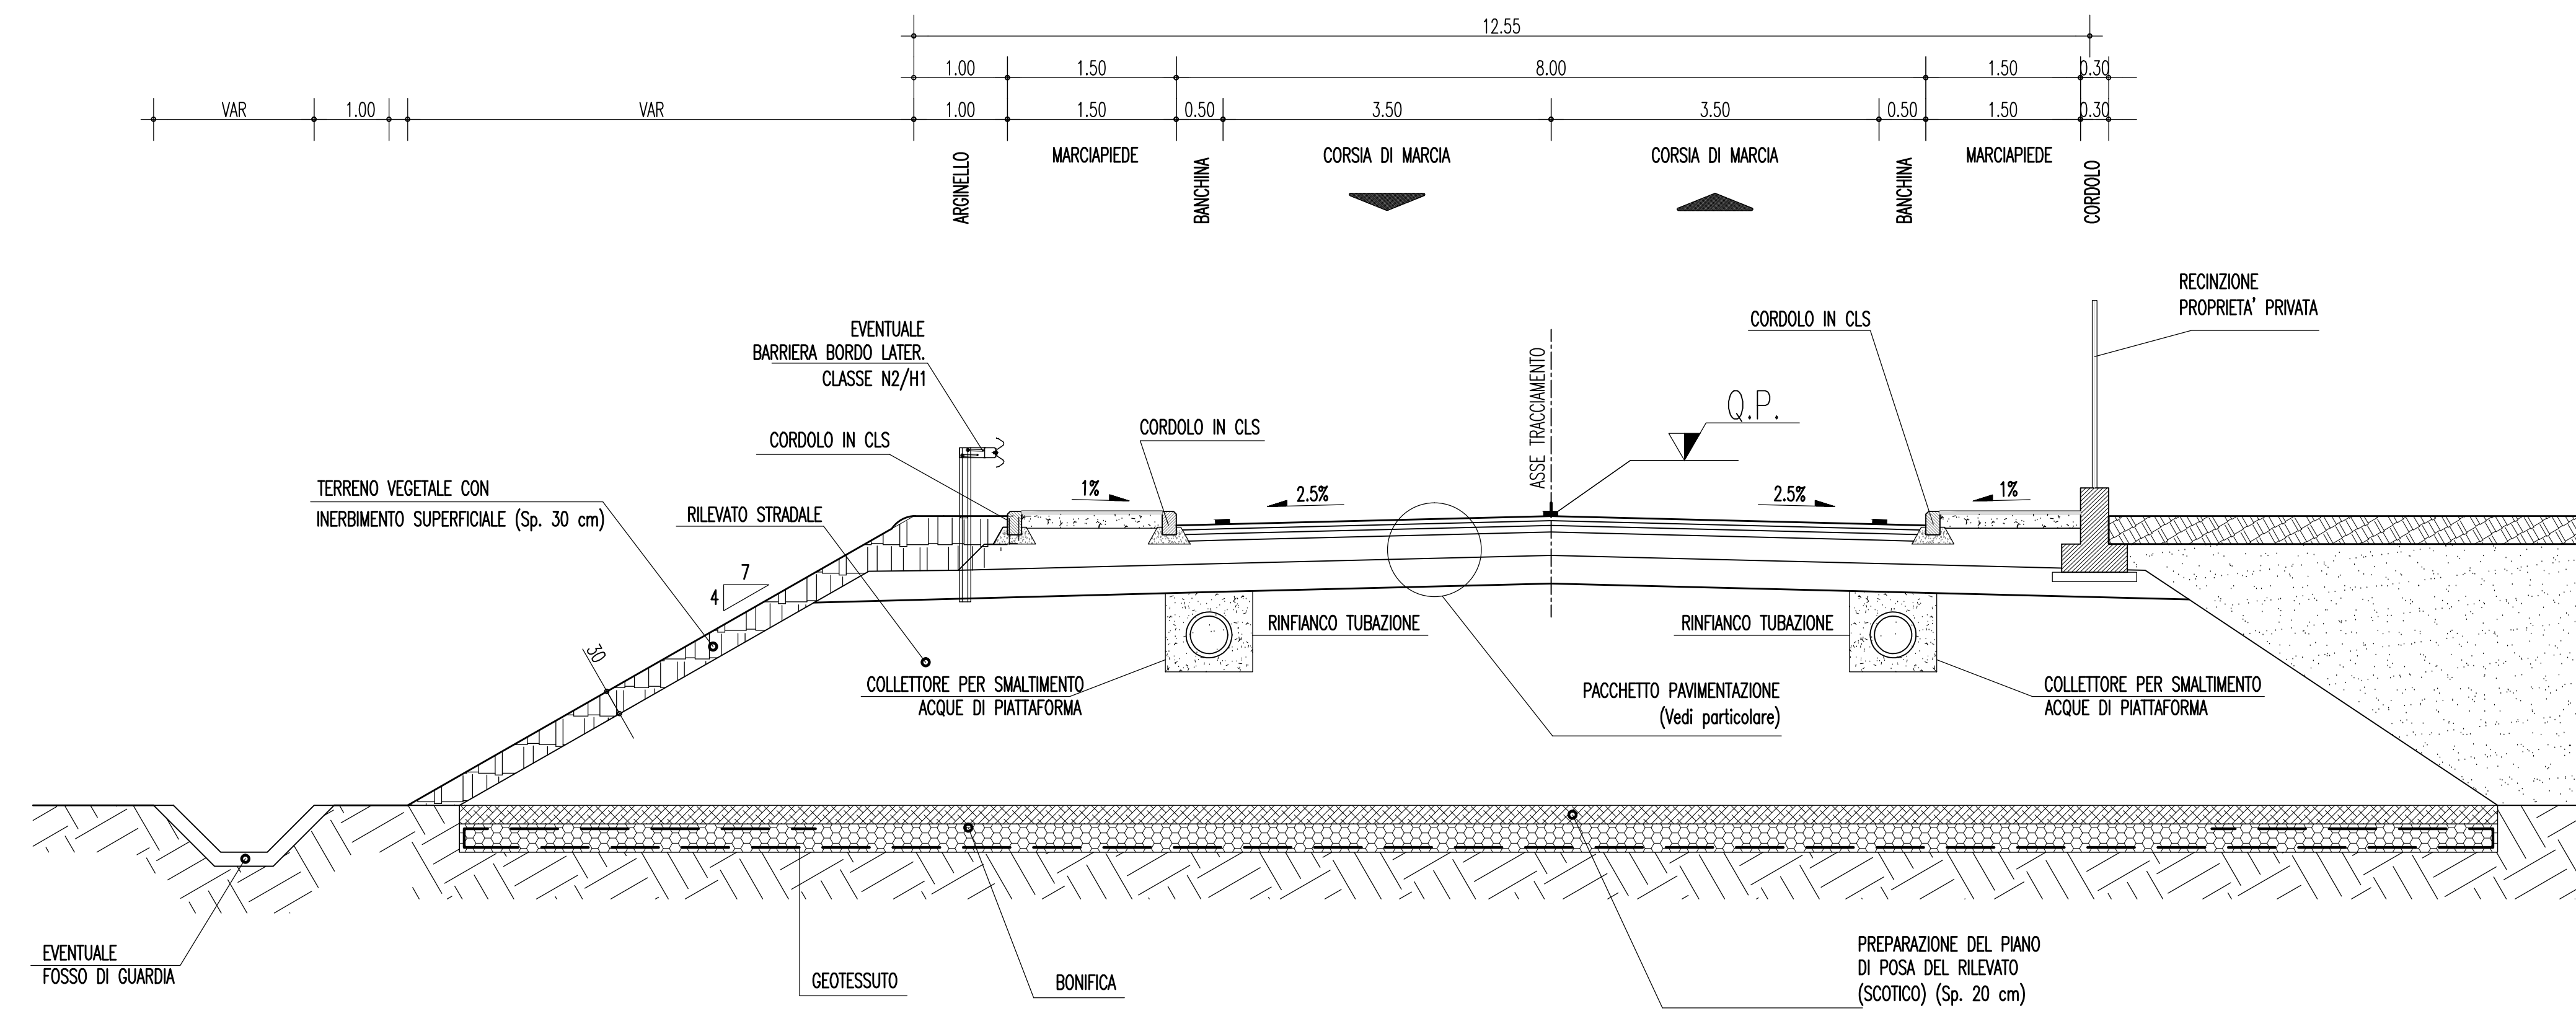 12.55
1.00 1.50 8.00 1.50 0.30
VAR 1.00 VAR 1.00 1.50 0.50 3.50 3.50 0.50 1.50 0.30
ARGINELLO
MARCIAPIEDE
BANCHINA
CORSIA DI MARCIA
CORSIA DI MARCIA
BANCHINA
MARCIAPIEDE
CORDOLO
RECINZIONE
PROPRIETA' PRIVATA
EVENTUALE
BARRIERA BORDO LATER.
CLASSE N2/H1
CORDOLO IN CLS
ASSE TRACCIAMENTO
Q.P.
CORDOLO IN CLS
CORDOLO IN CLS
TERRENO VEGETALE CON
INERBIMENTO SUPERFICIALE (Sp. 30 cm)
RILEVATO STRADALE
1%
2.5%
2.5%
1%
7
4
30
RINFIANCO TUBAZIONE
RINFIANCO TUBAZIONE
COLLETTORE PER SMALTIMENTO
ACQUE DI PIATTAFORMA
PACCHETTO PAVIMENTAZIONE
(Vedi particolare)
COLLETTORE PER SMALTIMENTO
ACQUE DI PIATTAFORMA
EVENTUALE
FOSSO DI GUARDIA
GEOTESSUTO
BONIFICA
PREPARAZIONE DEL PIANO
DI POSA DEL RILEVATO
(SCOTICO) (Sp. 20 cm)